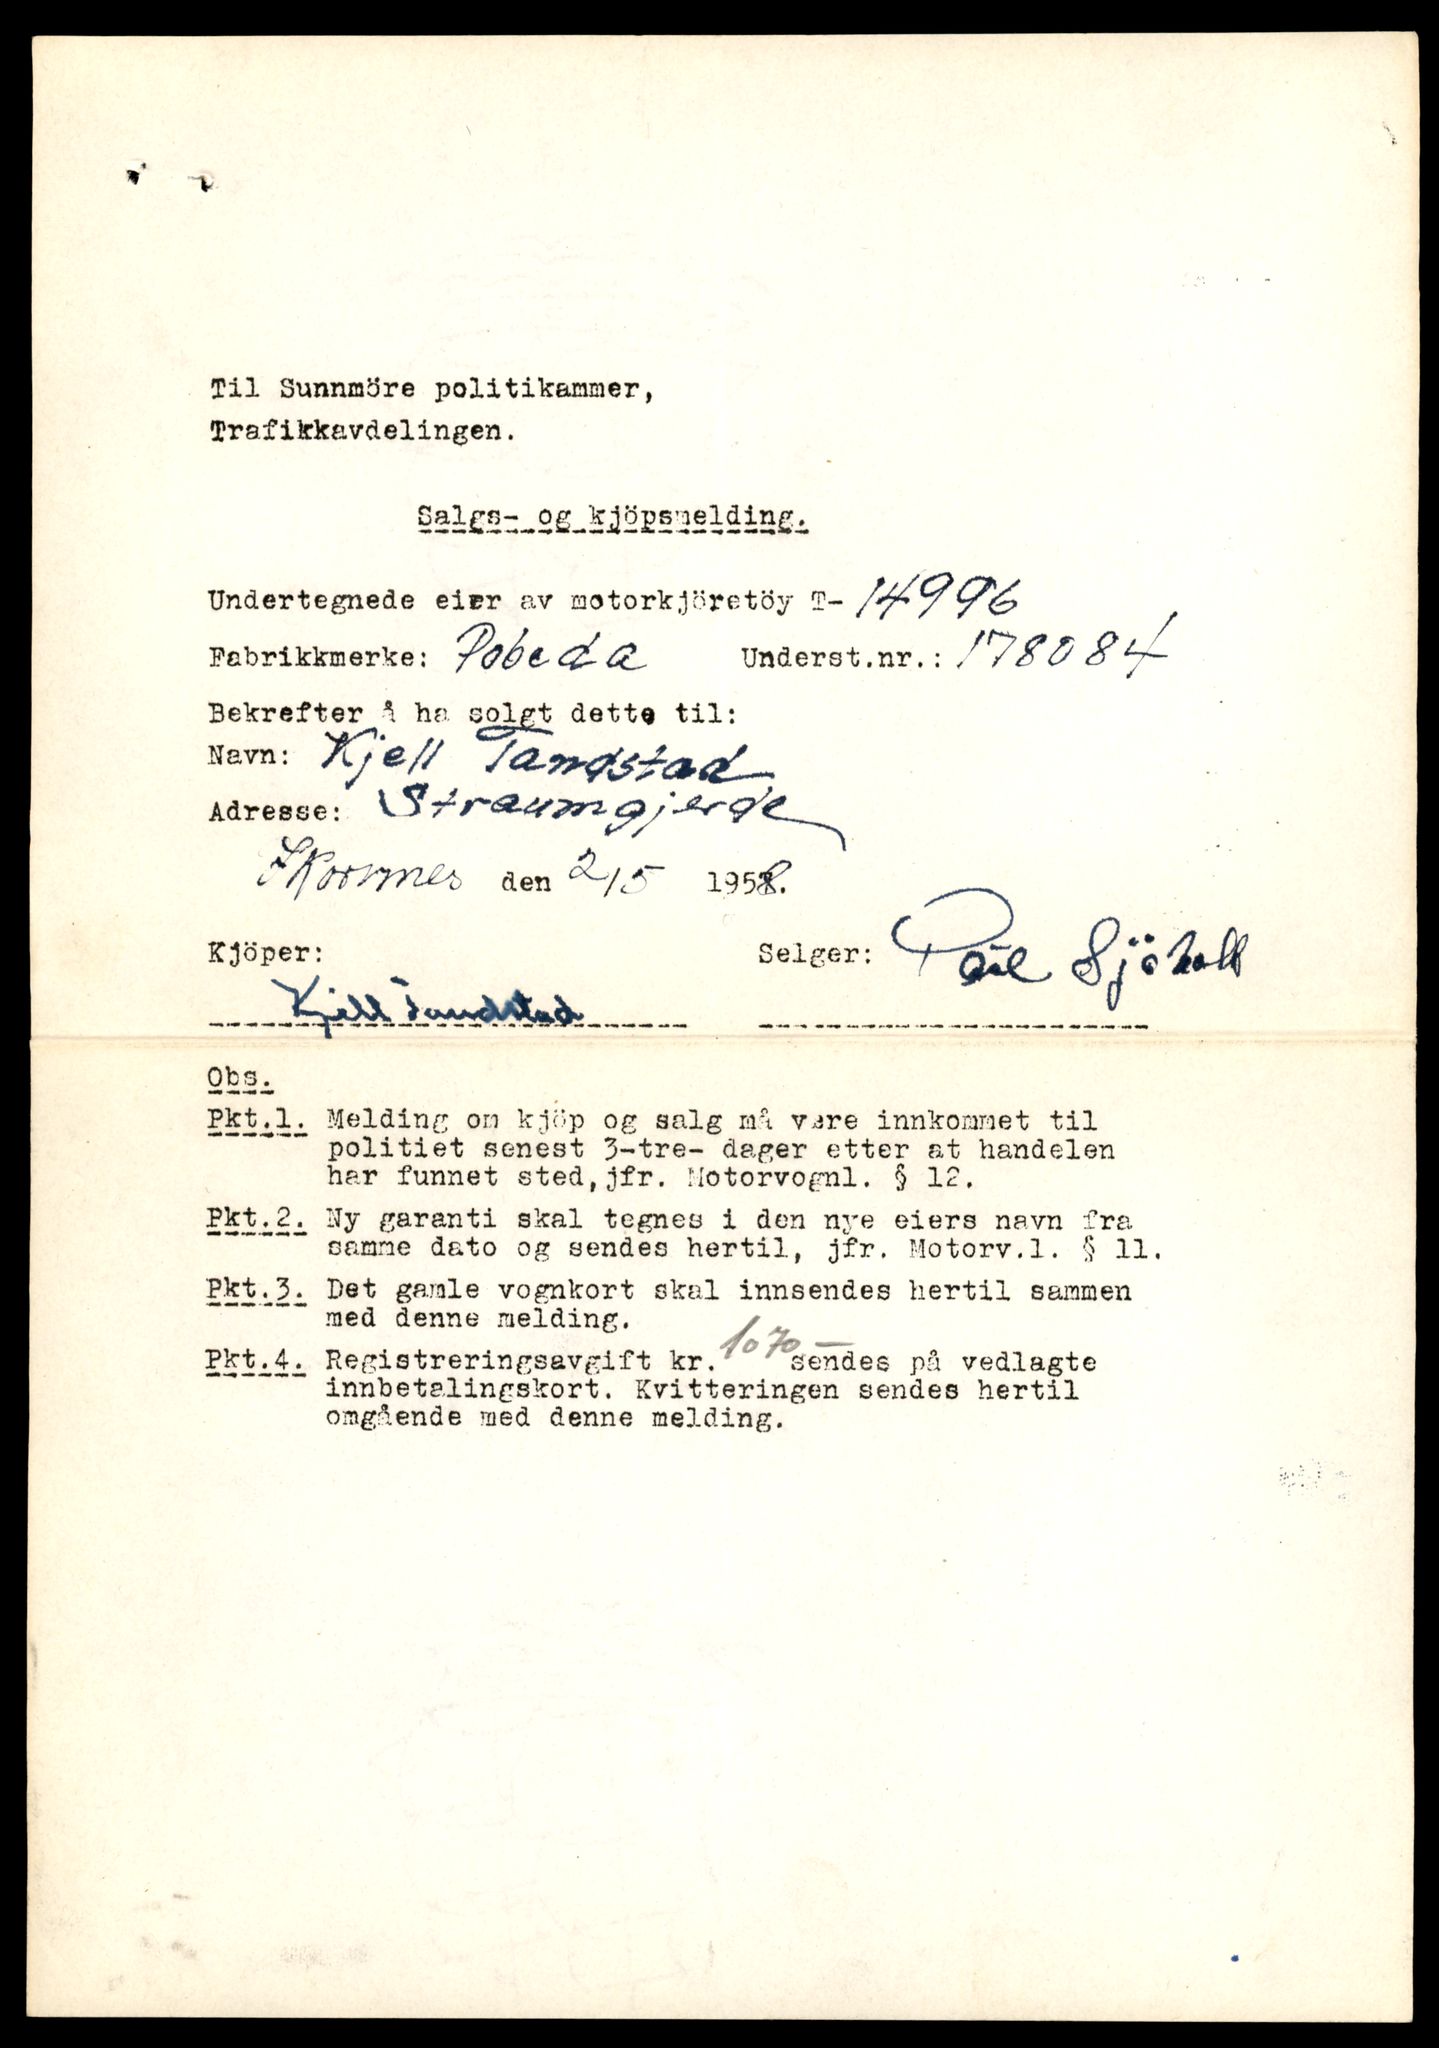 Til Sunnmöre politikammer,
Trafikkavdelingen.
Salgs- og kjöpsmelding.
Undertegnede eier av motorkjöretöy T- 14996
Fabrikkmerke: Pobeda Underst.nr.: 178084
Bekrefter å ha solgt dette til:
Navn: Kjell Tandstad
Adresse: Straumgjerde
den 2/5 1958.
Kjöper: Selger: Pål Sjöholt
Kjell Tandstad
Obs.
Pkt.1. Melding om kjöp og salg må være innkommet til
politiet senest 3-tre- dager etter at handelen
har funnet sted, jfr. Motorvognl. § 12.
Pkt.2. Ny garanti skal tegnes i den nye eiers navn fra
samme dato og sendes hertil, jfr. Motorv.l. § 11.
Pkt.3. Det gamle vognkort skal innsendes hertil sammen
med denne melding.
Pkt.4. Registreringsavgift kr. 1070- sendes på vedlagte
innbetalingskort. Kvitteringen sendes hertil
omgående med denne melding.